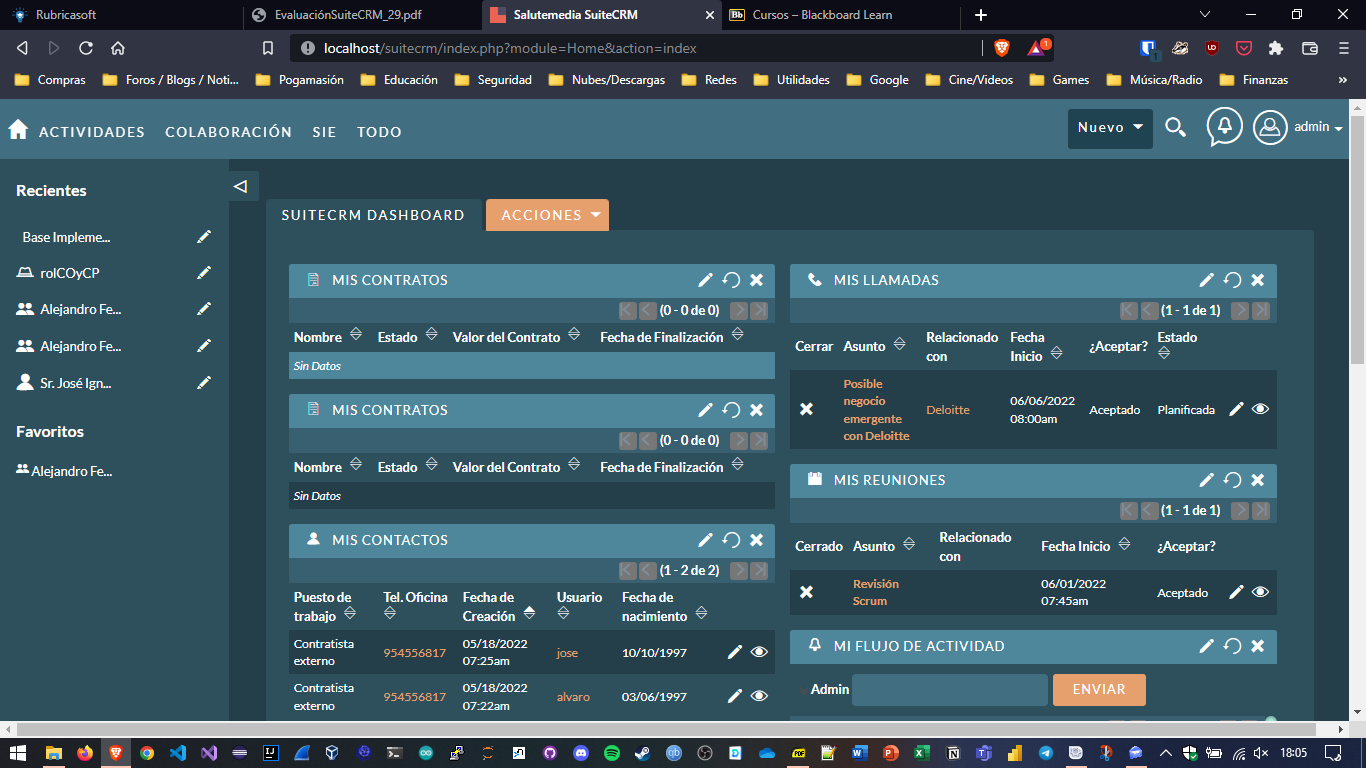 Rubricasoft
EvaluaciónSuiteCRM_29.pdf
Salutemedia SuiteCRM
Bb
Cursos – Blackboard Learn
localhost/suitecrm/index.php?module=Home&action=index
1
1
Compras
Foros / Blogs / Noti...
Pogamasión
Educación
Seguridad
Nubes/Descargas
Redes
Utilidades
Google
Cine/Videos
Games
Música/Radio
Finanzas
»
ACTIVIDADES
COLABORACIÓN
SIE
TODO
Nuevo
admin
Recientes
Base Impleme...
rolCOyCP
Alejandro Fe...
Alejandro Fe...
Sr. José Ign...
Favoritos
Alejandro Fe...
SUITECRM DASHBOARD
ACCIONES
MIS CONTRATOS
(0 - 0 de 0)
Nombre Estado Valor del Contrato Fecha de Finalización
Sin Datos
MIS CONTRATOS
(0 - 0 de 0)
Nombre Estado Valor del Contrato Fecha de Finalización
Sin Datos
MIS CONTACTOS
(1 - 2 de 2)
Puesto de Tel. Oficina Fecha de Usuario Fecha de
trabajo Creación nacimiento
Contratista 954556817 05/18/2022 jose 10/10/1997
externo 07:25am
Contratista 954556817 05/18/2022 alvaro 03/06/1997
externo 07:22am
MIS LLAMADAS
(1 - 1 de 1)
Cerrar Asunto Relacionado Fecha ¿Aceptar? Estado
con Inicio
Posible
negocio 06/06/2022
emergente Deloitte 08:00am Aceptado Planificada
con Deloitte
MIS REUNIONES
(1 - 1 de 1)
Cerrado Asunto Relacionado Fecha Inicio ¿Aceptar?
con
Revisión 06/01/2022 Aceptado
Scrum 07:45am
MI FLUJO DE ACTIVIDAD
Admin
ENVIAR
18:05